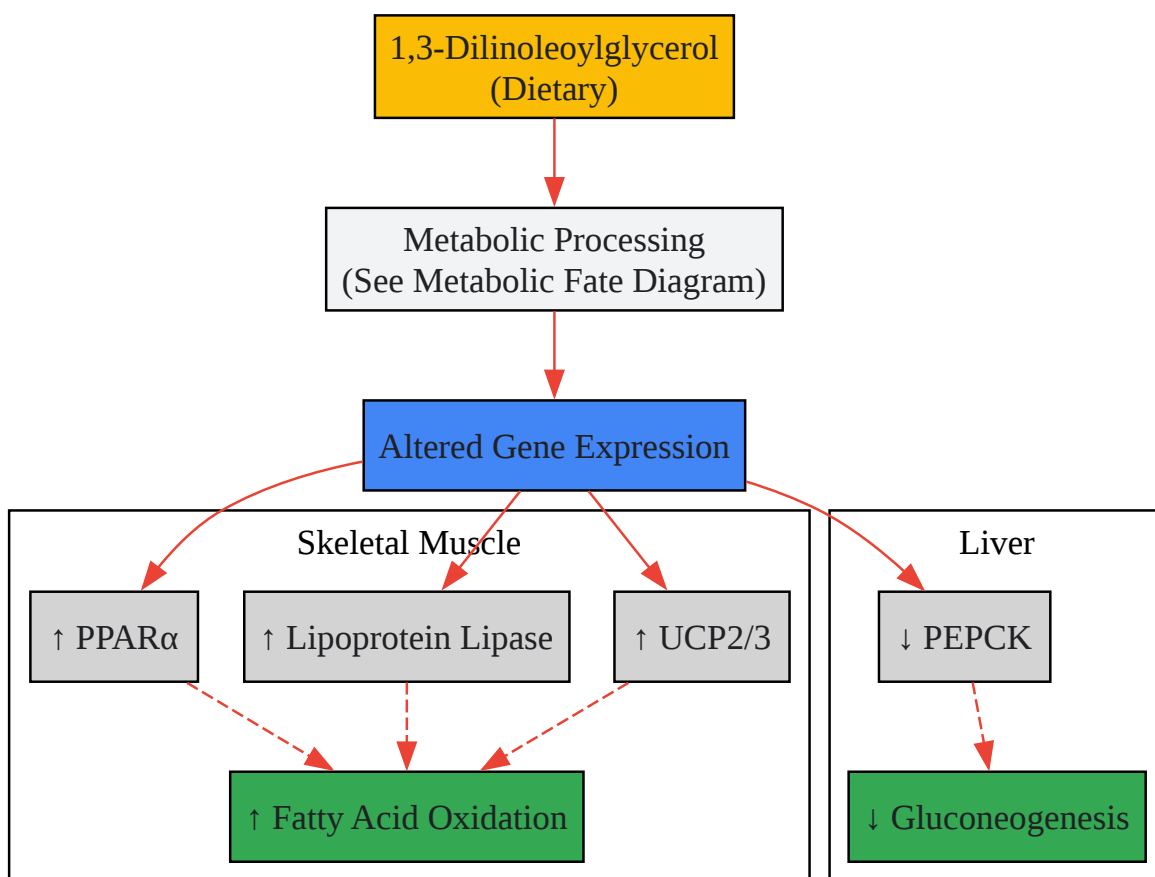 1,3-Dilinoleoylglycerol
(Dietary)
Metabolic Processing
(See Metabolic Fate Diagram)
Altered Gene Expression
Skeletal Muscle
Liver
↑ PPARα
↑ Lipoprotein Lipase
↑ UCP2/3
↓ PEPCK
↑ Fatty Acid Oxidation
↓ Gluconeogenesis